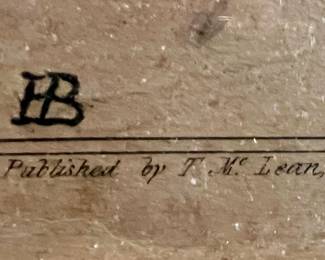 HB
Published by T. Mc. Lean,